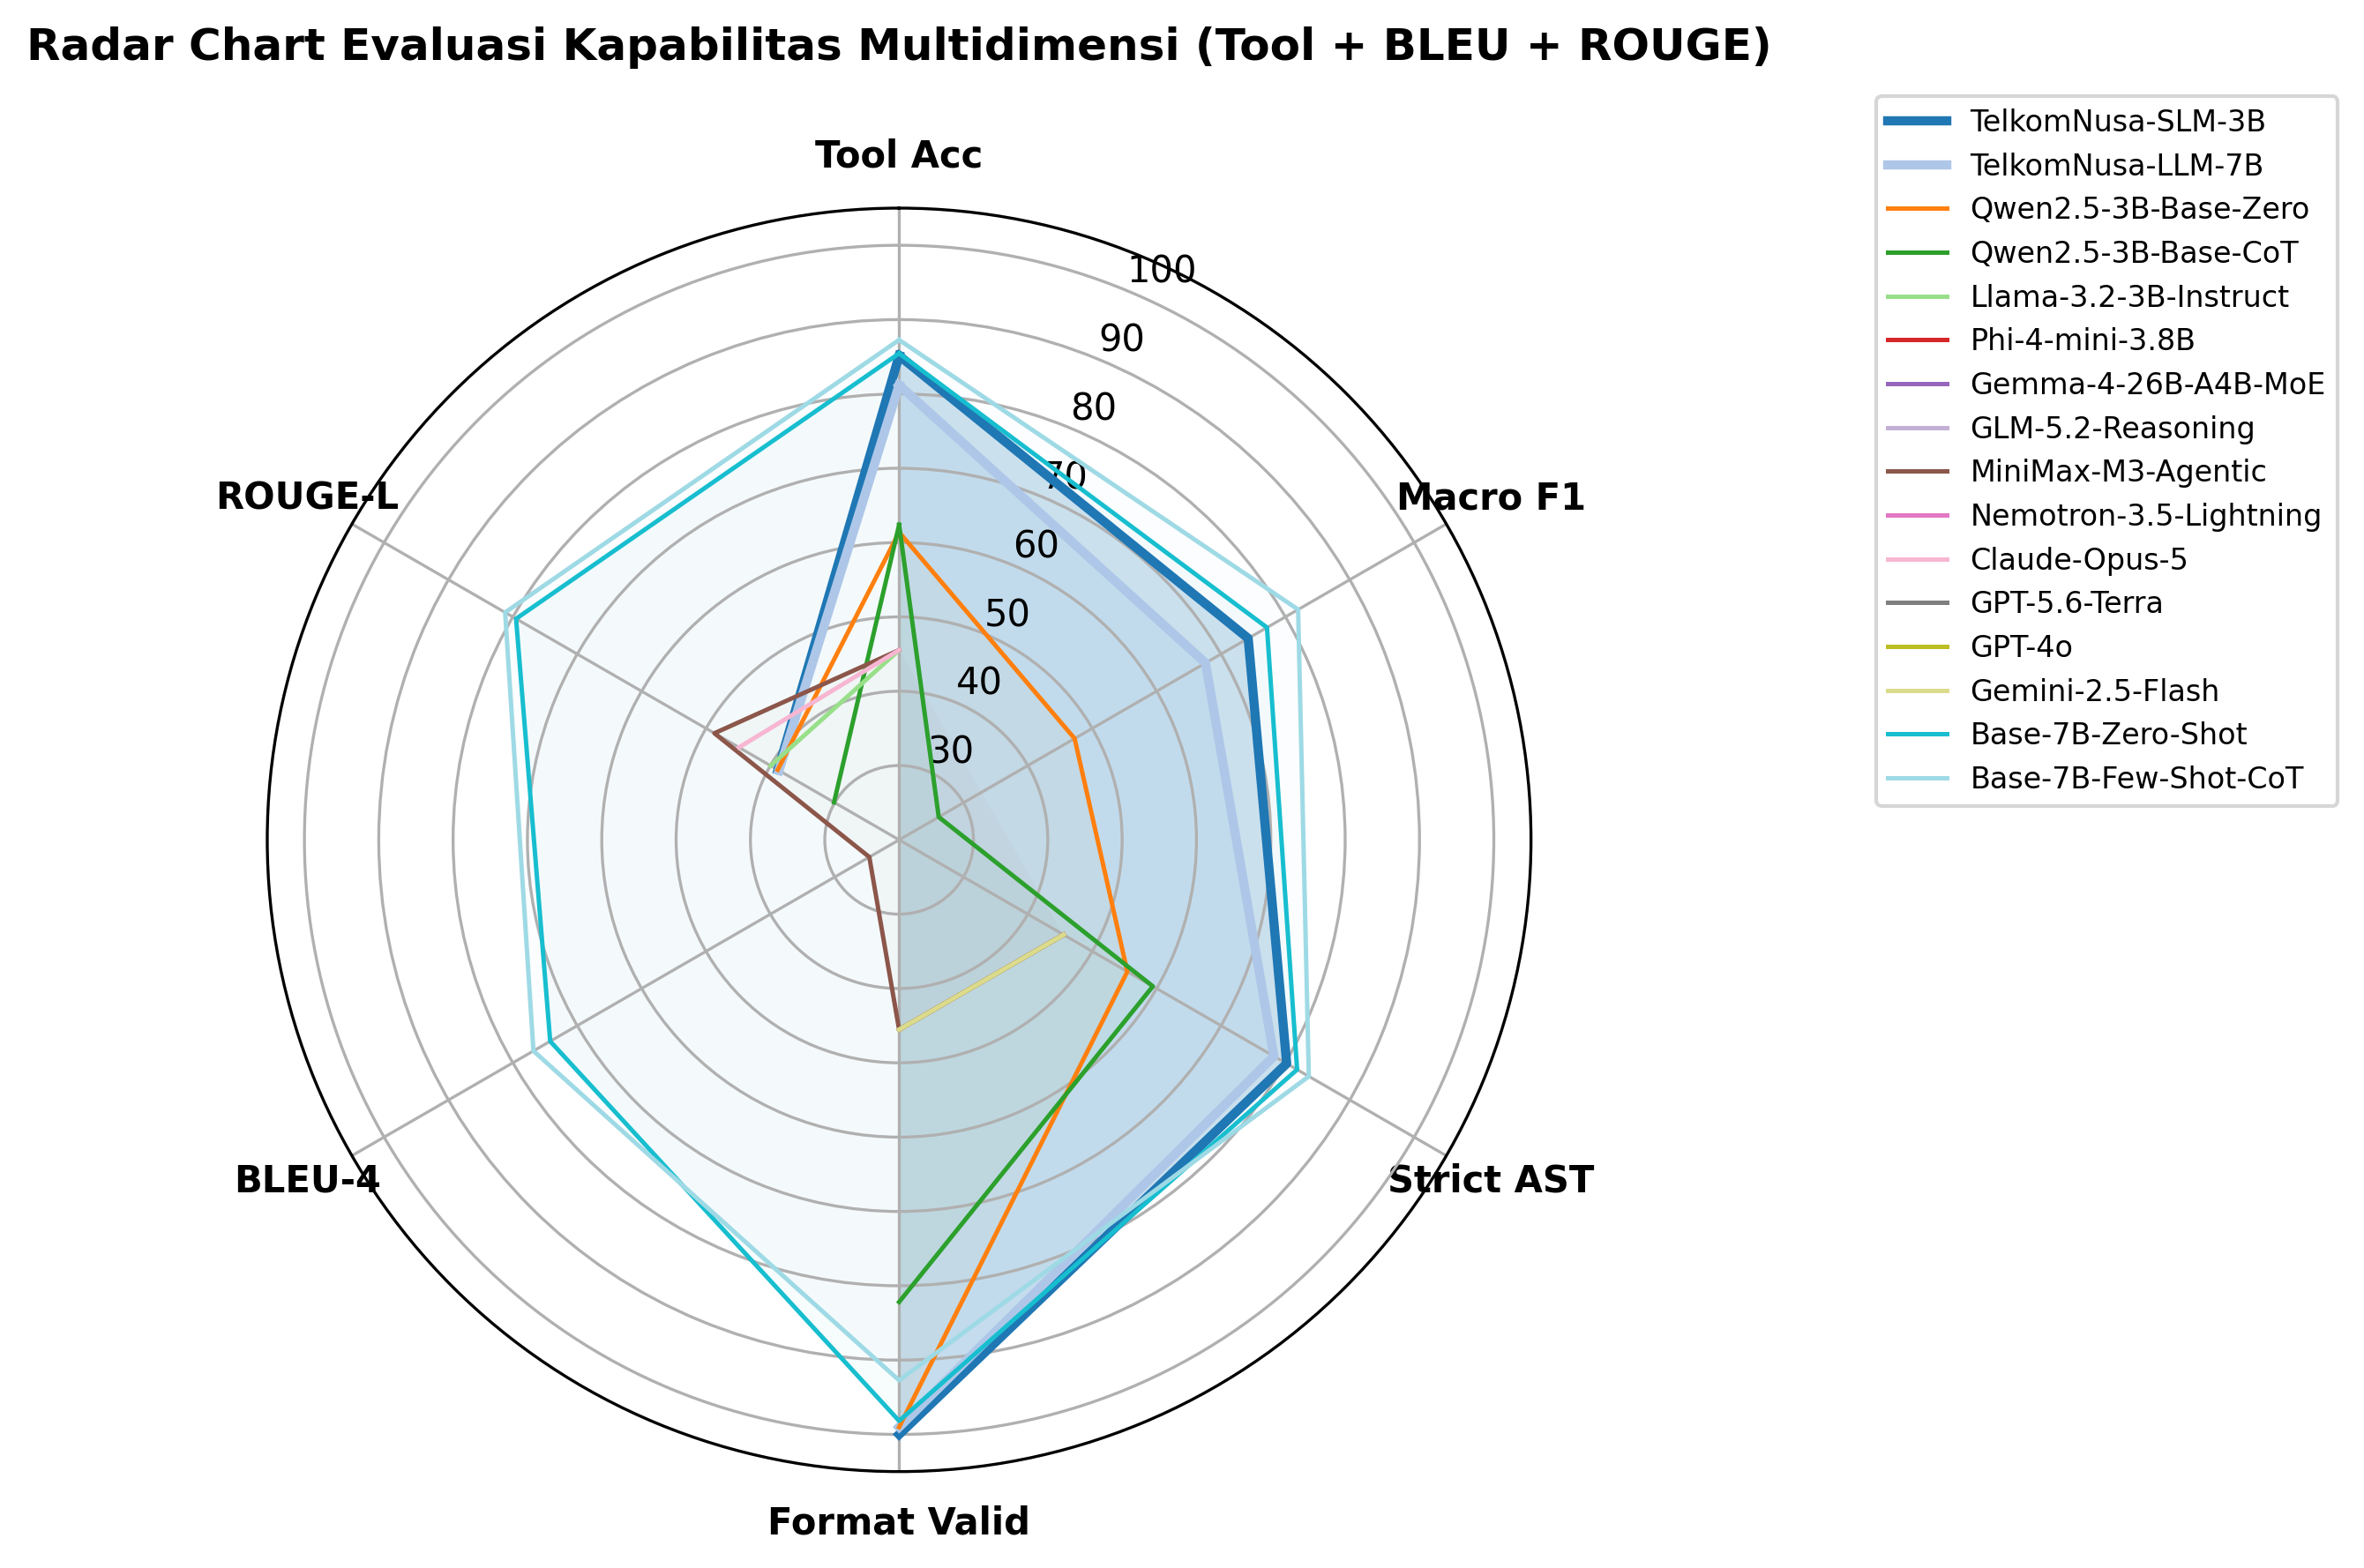 Radar Chart Evaluasi Kapabilitas Multidimensi (Tool + BLEU + ROUGE)
Tool Acc
Macro F1
Strict AST
Format Valid
BLEU-4
ROUGE-L
100
90
80
70
60
50
40
30
TelkomNusa-SLM-3B
TelkomNusa-LLM-7B
Qwen2.5-3B-Base-Zero
Qwen2.5-3B-Base-CoT
Llama-3.2-3B-Instruct
Phi-4-mini-3.8B
Gemma-4-26B-A4B-MoE
GLM-5.2-Reasoning
MiniMax-M3-Agentic
Nemotron-3.5-Lightning
Claude-Opus-5
GPT-5.6-Terra
GPT-4o
Gemini-2.5-Flash
Base-7B-Zero-Shot
Base-7B-Few-Shot-CoT